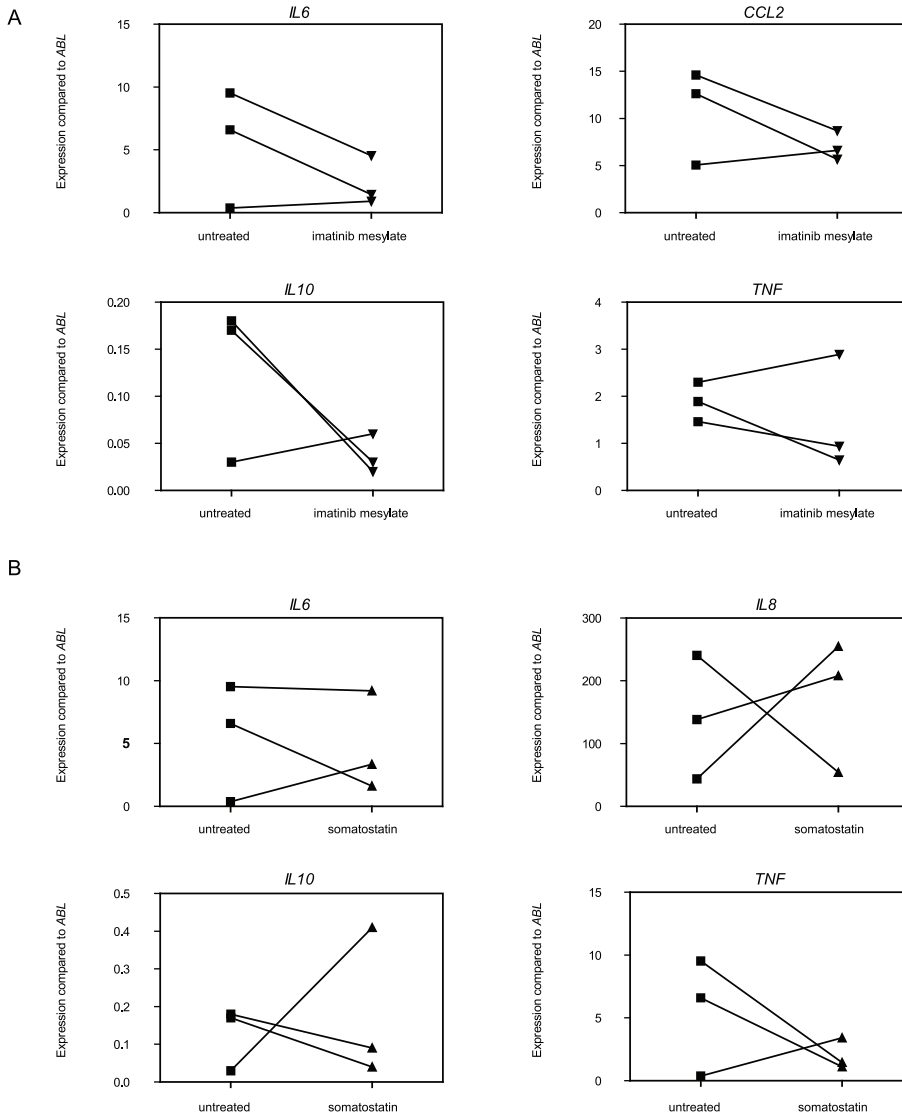 A
IL6
Expression compared to ABL
15
10
5
0
untreated imatinib mesylate
CCL2
Expression compared to ABL
20
15
10
5
0
untreated imatinib mesylate
IL10
Expression compared to ABL
0.20
0.15
0.10
0.05
0.00
untreated imatinib mesylate
TNF
Expression compared to ABL
4
3
2
1
0
untreated imatinib mesylate
B
IL6
Expression compared to ABL
15
10
5
0
untreated somatostatin
IL8
Expression compared to ABL
300
200
100
0
untreated somatostatin
IL10
Expression compared to ABL
0.5
0.4
0.3
0.2
0.1
0.0
untreated somatostatin
TNF
Expression compared to ABL
15
10
5
0
untreated somatostatin